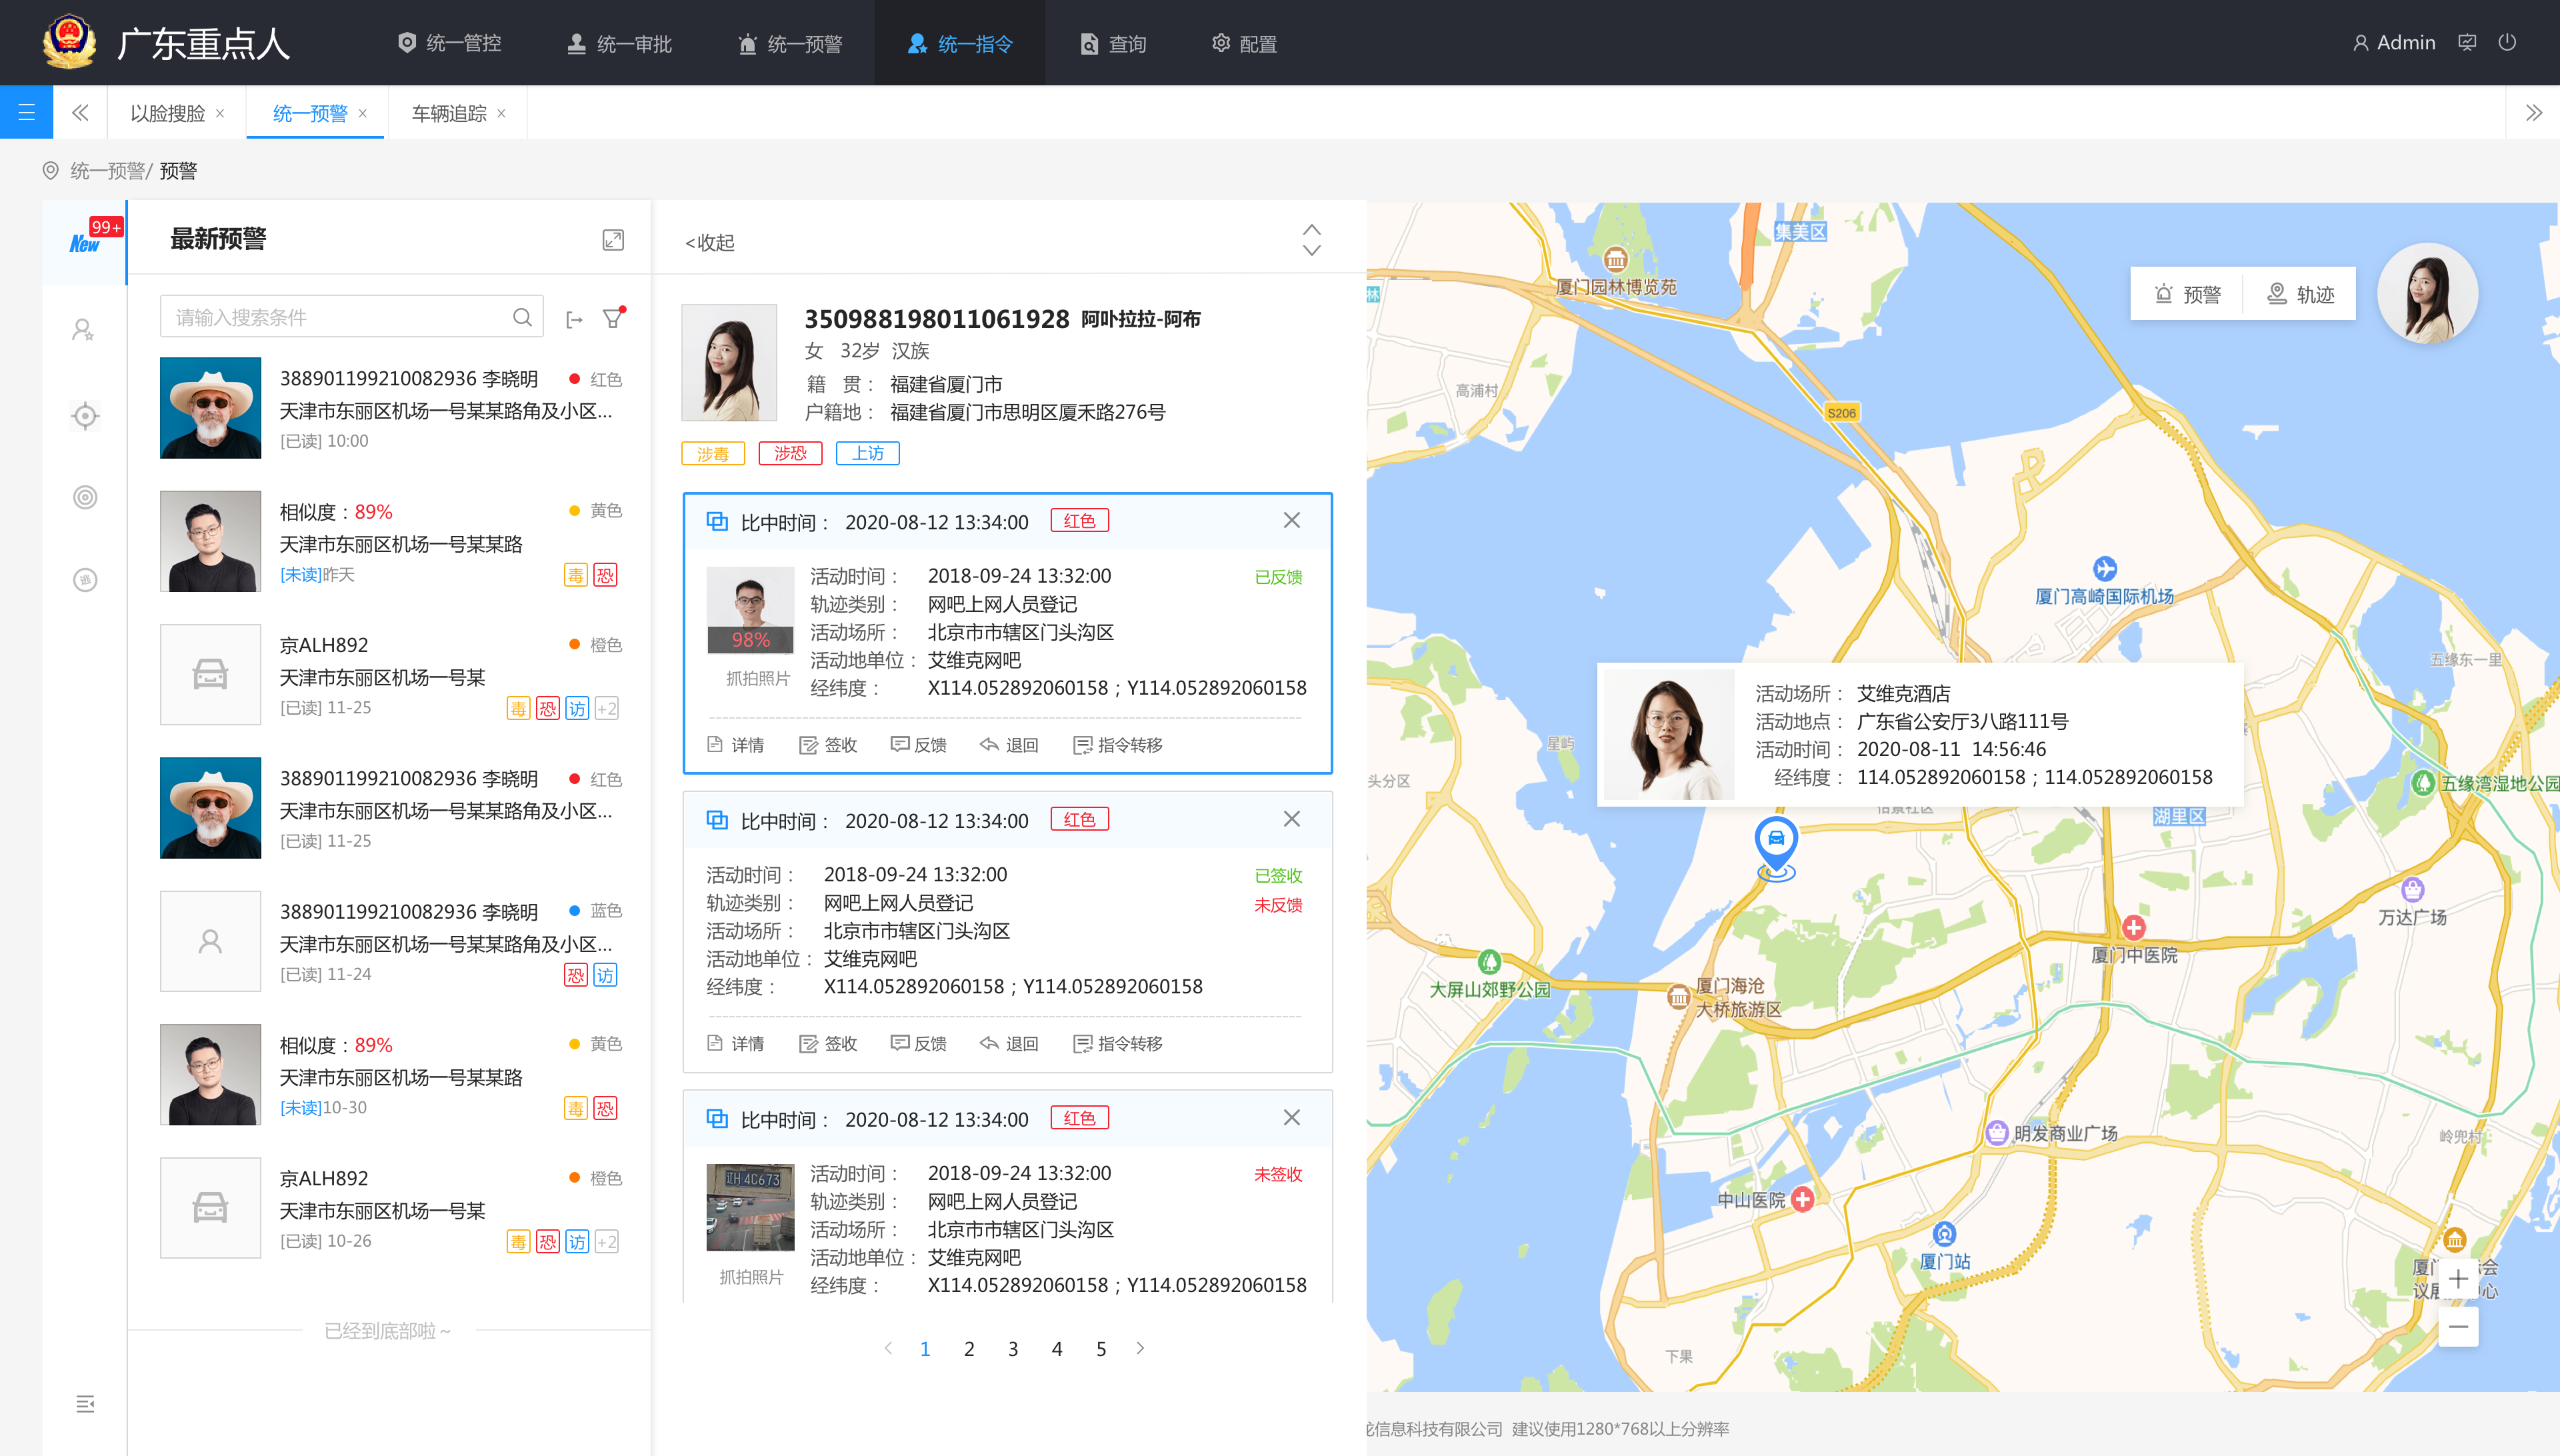 广东重点人
统一管控
统一审批
统一预警
统一指令
查询
配置
Admin
以脸搜脸
统一预警
车辆追踪
统一预警/ 预警
New
99+
最新预警
请输入搜索条件
388901199210082936 李晓明
红色
天津市东丽区机场一号某某路角及小区...
[已读] 10:00
相似度：89%
黄色
天津市东丽区机场一号某某路
[未读]昨天
毒 恐
京ALH892
橙色
天津市东丽区机场一号某
[已读] 11-25
毒 恐 访 +2
388901199210082936 李晓明
红色
天津市东丽区机场一号某某路角及小区...
[已读] 11-25
388901199210082936 李晓明
蓝色
天津市东丽区机场一号某某路角及小区...
[已读] 11-24
恐 访
相似度：89%
黄色
天津市东丽区机场一号某某路
[未读]10-30
毒 恐
京ALH892
橙色
天津市东丽区机场一号某
[已读] 10-26
毒 恐 访 +2
已经到底部啦 ~
逃
<收起
350988198011061928 阿卟拉拉-阿布
女 32岁 汉族
籍 贯： 福建省厦门市
户籍地： 福建省厦门市思明区厦禾路276号
涉毒 涉恐 上访
比中时间： 2020-08-12 13:34:00 红色
活动时间： 2018-09-24 13:32:00
已反馈
轨迹类别： 网吧上网人员登记
活动场所： 北京市市辖区门头沟区
98%
活动地单位： 艾维克网吧
抓拍照片
经纬度： X114.052892060158；Y114.052892060158
详情 签收 反馈 退回 指令转移
比中时间： 2020-08-12 13:34:00 红色
活动时间： 2018-09-24 13:32:00
已签收
轨迹类别： 网吧上网人员登记
未反馈
活动场所： 北京市市辖区门头沟区
活动地单位： 艾维克网吧
经纬度： X114.052892060158；Y114.052892060158
详情 签收 反馈 退回 指令转移
比中时间： 2020-08-12 13:34:00 红色
活动时间： 2018-09-24 13:32:00
未签收
辽H 4C673
轨迹类别： 网吧上网人员登记
活动场所： 北京市市辖区门头沟区
活动地单位： 艾维克网吧
抓拍照片
经纬度： X114.052892060158；Y114.052892060158
1 2 3 4 5
集美区
厦门园林博览苑
林
预警
轨迹
高浦村
S206
厦门高崎国际机场
五缘东一里
星屿
头分区
活动场所： 艾维克酒店
活动地点： 广东省公安厅3八路111号
活动时间： 2020-08-11 14:56:46
经纬度： 114.052892060158；114.052892060158
五缘湾湿地公园
湖里区
万达广场
厦门中医院
大屏山郊野公园
厦门海沧
大桥旅游区
明发商业广场
岭兜村
中山医院
厦门站
下果
信息科技有限公司 建议使用1280*768以上分辨率